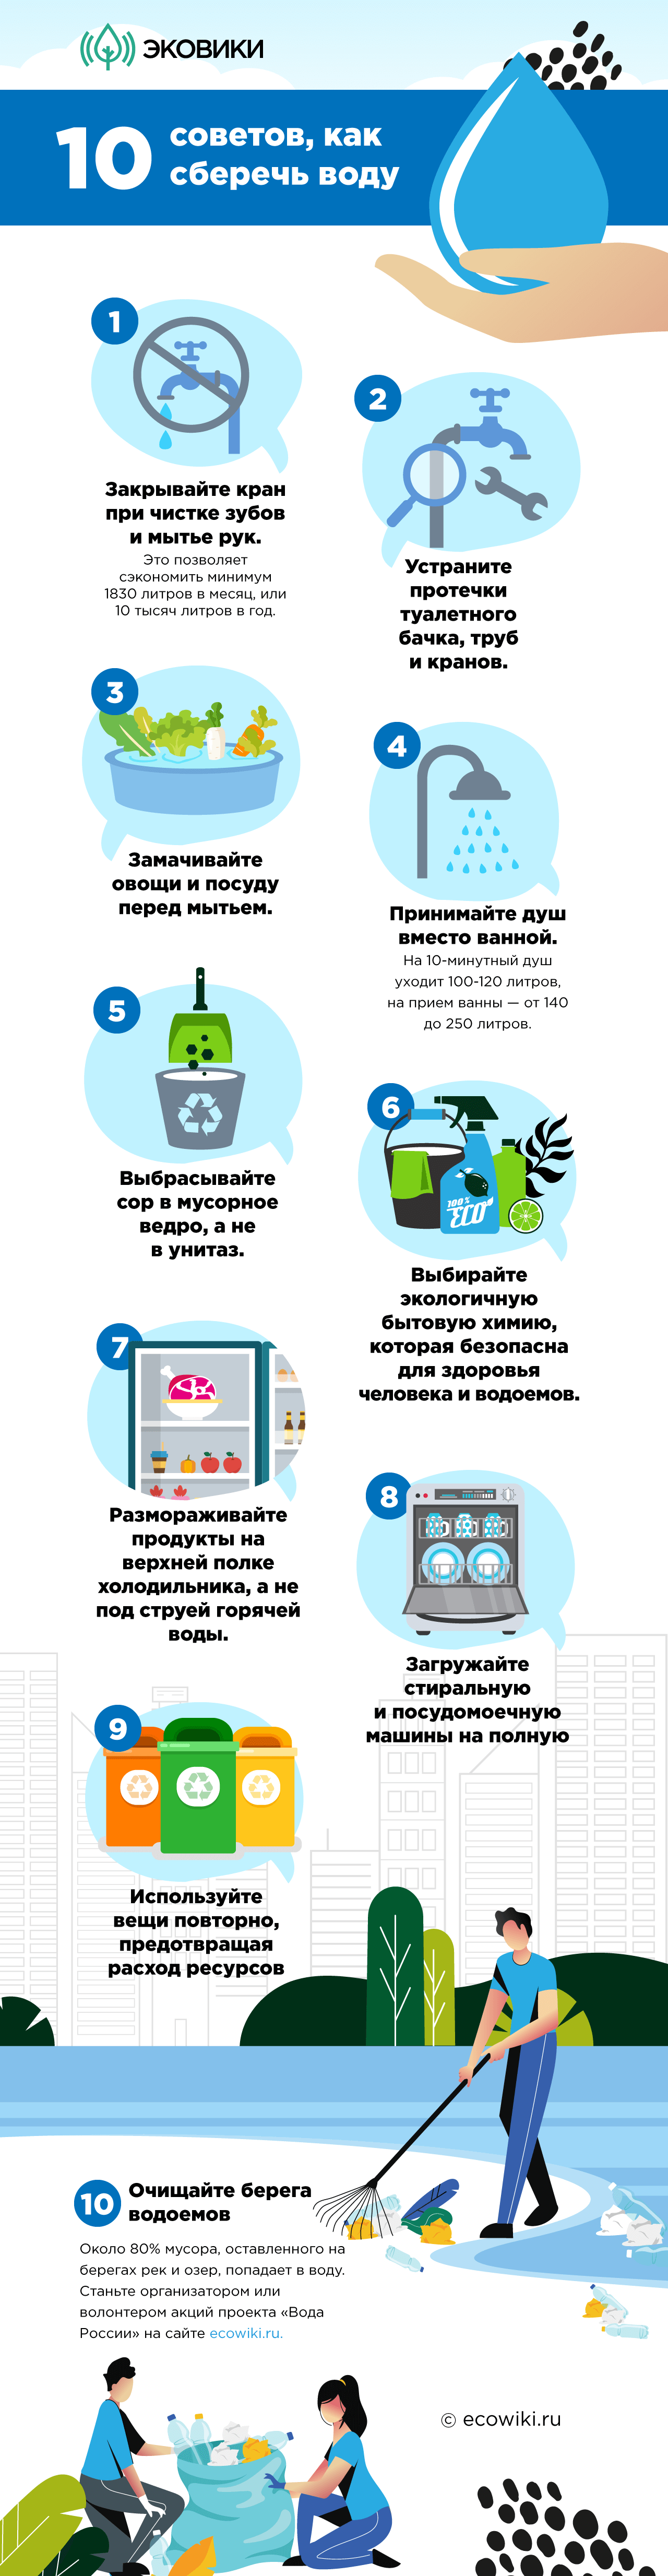 ЭКОВИКИ
10
советов, как
сберечь воду
1
Закрывайте кран
при чистке зубов
и мытье рук.
Это позволяет
сэкономить минимум
1830 литров в месяц, или
10 тысяч литров в год.
2
Устраните
протечки
туалетного
бачка, труб
и кранов.
3
Замачивайте
овощи и посуду
перед мытьем.
4
Принимайте душ
вместо ванной.
На 10-минутный душ
уходит 100-120 литров,
на прием ванны — от 140
до 250 литров.
5
Выбрасывайте
сор в мусорное
ведро, а не
в унитаз.
6
100%
ECO
Выбирайте
экологичную
бытовую химию,
которая безопасна
для здоровья
человека и водоемов.
7
Размораживайте
продукты на
верхней полке
холодильника, а не
под струей горячей
воды.
8
Загружайте
стиральную
и посудомоечную
машины на полную
9
Используйте
вещи повторно,
предотвращая
расход ресурсов
10
Очищайте берега
водоемов
Около 80% мусора, оставленного на
берегах рек и озер, попадает в воду.
Станьте организатором или
волонтером акций проекта «Вода
России» на сайте ecowiki.ru.
© ecowiki.ru